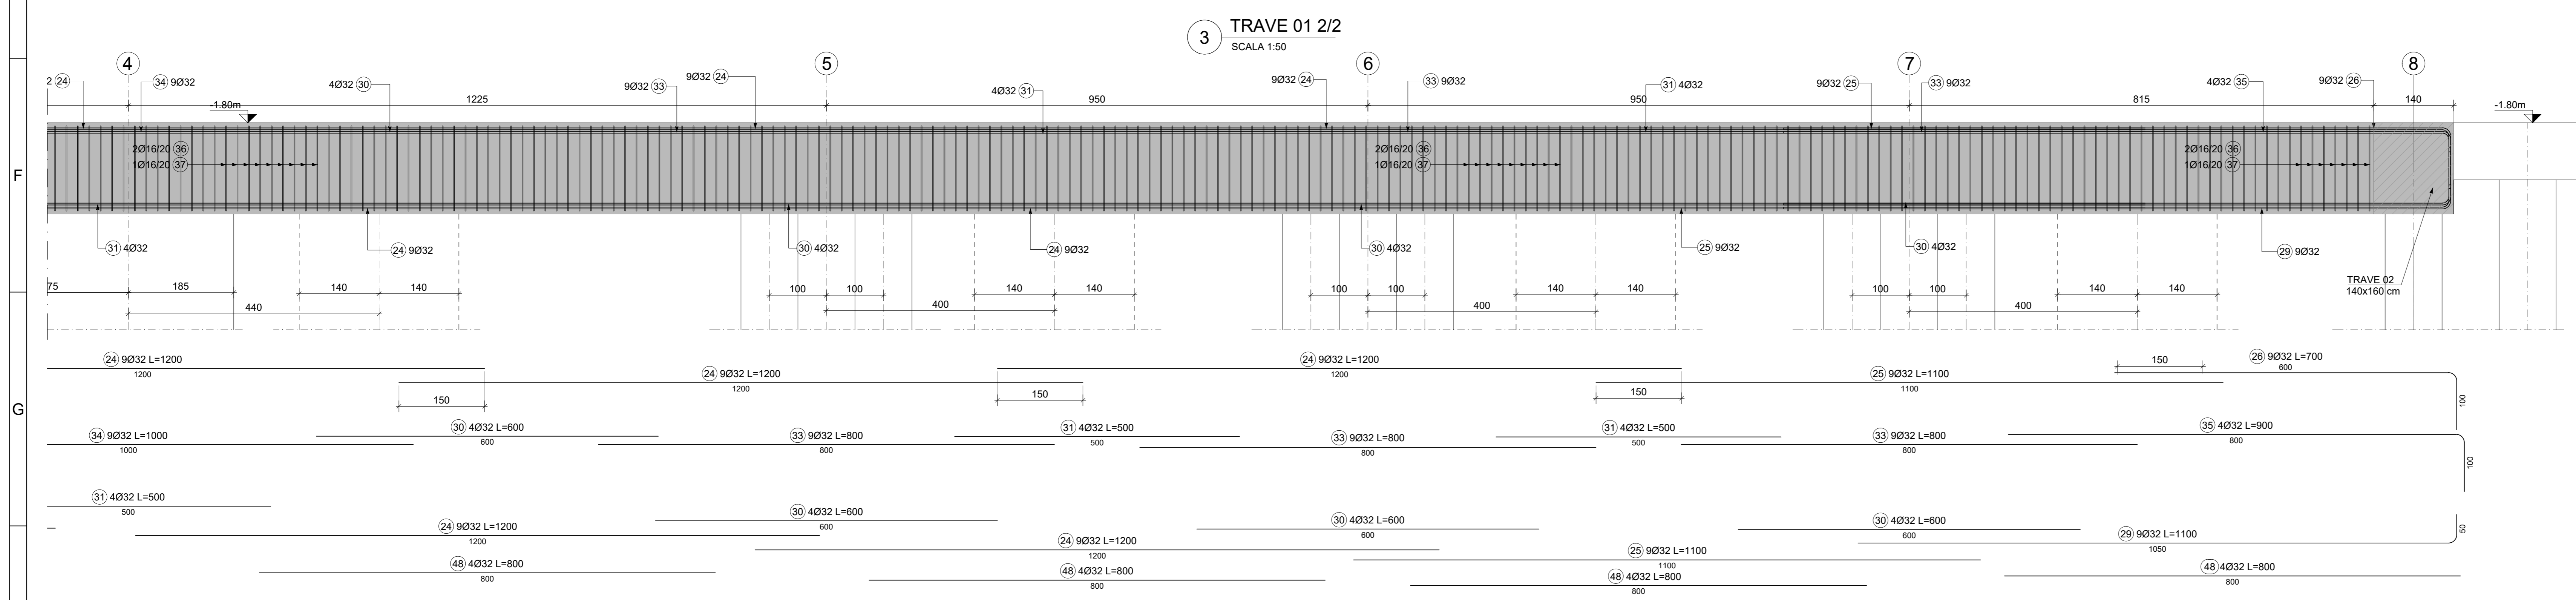 3 TRAVE 01 2/2
SCALA 1:50
4 5 6 7 8
2 24
34 9Ø32
4Ø32 30
9Ø32 33
9Ø32 24
4Ø32 31
9Ø32 24
33 9Ø32
31 4Ø32
9Ø32 25
33 9Ø32
4Ø32 35
9Ø32 26
1225 950 950 815 140
-1.80m -1.80m
2Ø16/20 36
1Ø16/20 37
2Ø16/20 36
1Ø16/20 37
2Ø16/20 36
1Ø16/20 37
F
31 4Ø32
24 9Ø32
30 4Ø32
24 9Ø32
30 4Ø32
25 9Ø32
30 4Ø32
29 9Ø32
TRAVE 02
140x160 cm
75 185 140 140 100 100 140 140 100 100 140 140 100 100 140 140
440 400 400 400
24 9Ø32 L=1200
1200
24 9Ø32 L=1200
1200
24 9Ø32 L=1200
1200
25 9Ø32 L=1100
1100
26 9Ø32 L=700
600
100
150 150 150 150
G
34 9Ø32 L=1000
1000
30 4Ø32 L=600
600
33 9Ø32 L=800
800
31 4Ø32 L=500
500
33 9Ø32 L=800
800
31 4Ø32 L=500
500
33 9Ø32 L=800
800
35 4Ø32 L=900
800
100
31 4Ø32 L=500
500
24 9Ø32 L=1200
1200
30 4Ø32 L=600
600
24 9Ø32 L=1200
1200
30 4Ø32 L=600
600
25 9Ø32 L=1100
1100
30 4Ø32 L=600
600
29 9Ø32 L=1100
1050
50
48 4Ø32 L=800
800
48 4Ø32 L=800
800
48 4Ø32 L=800
800
48 4Ø32 L=800
800